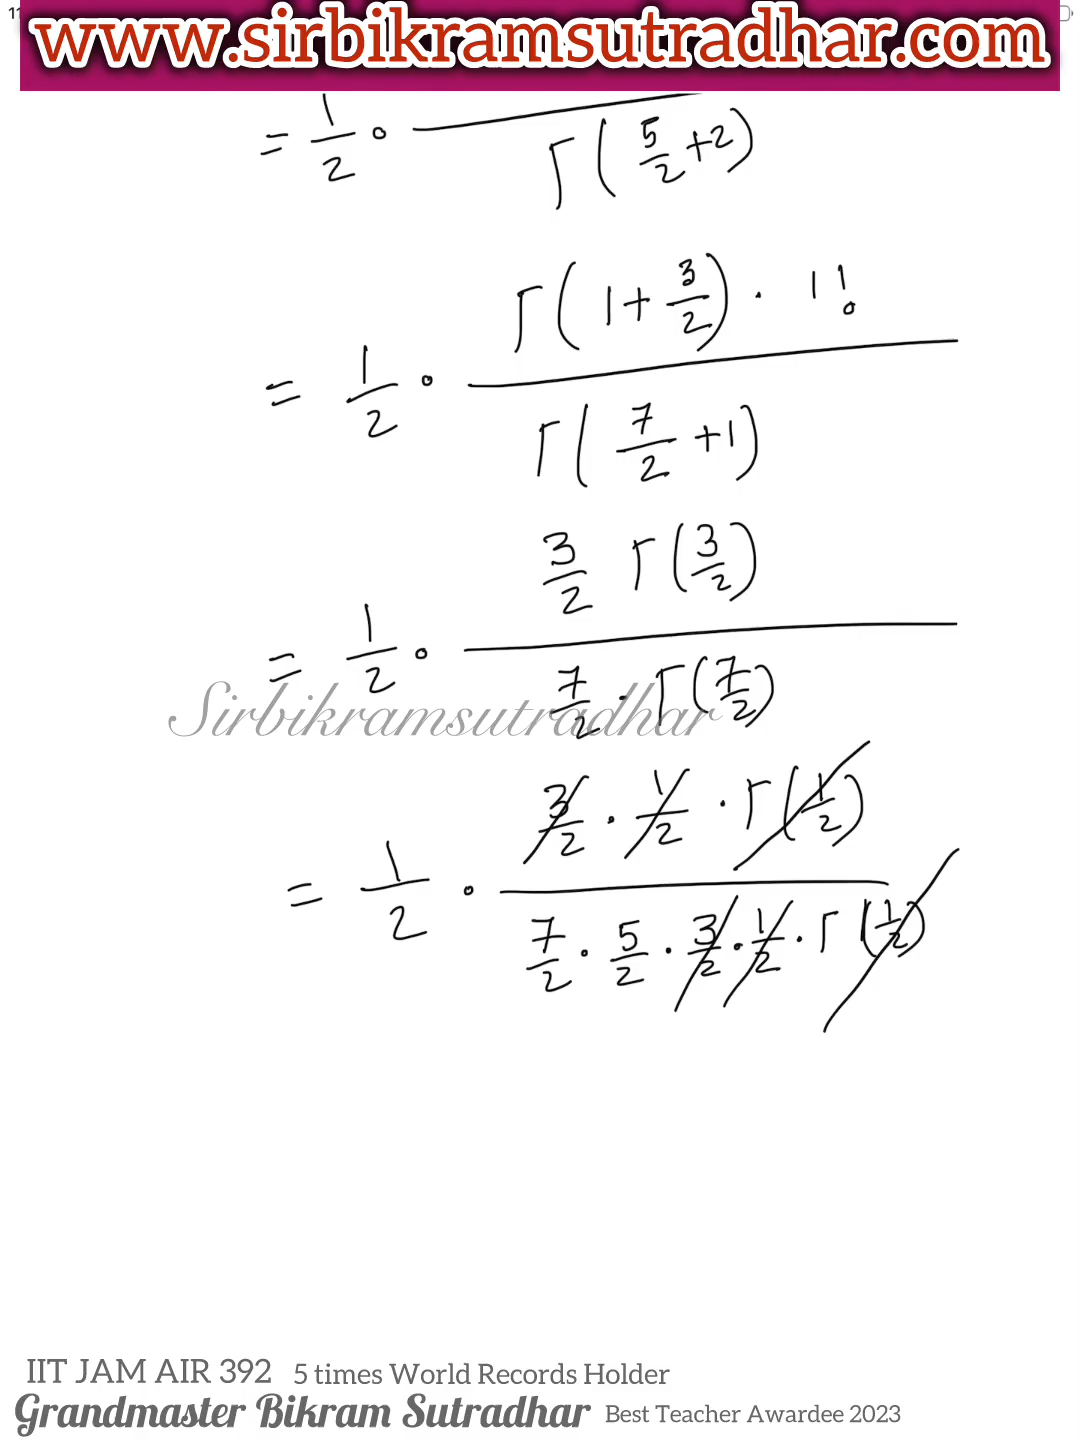 11
www.sirbikramsutradhar.com
= 1/2 · ──── / Γ(5/2 +2)
= 1/2 · Γ(1+ 3/2) · 1! / Γ(7/2 +1)
= 1/2 · 3/2 Γ(3/2) / 7/2 · Γ(7/2)
Sirbikramsutradhar
= 1/2 · 3/2 · 1/2 · Γ(1/2) / 7/2 · 5/2 · 3/2 · 1/2 · Γ(1/2)
IIT JAM AIR 392 5 times World Records Holder
Grandmaster Bikram Sutradhar Best Teacher Awardee 2023